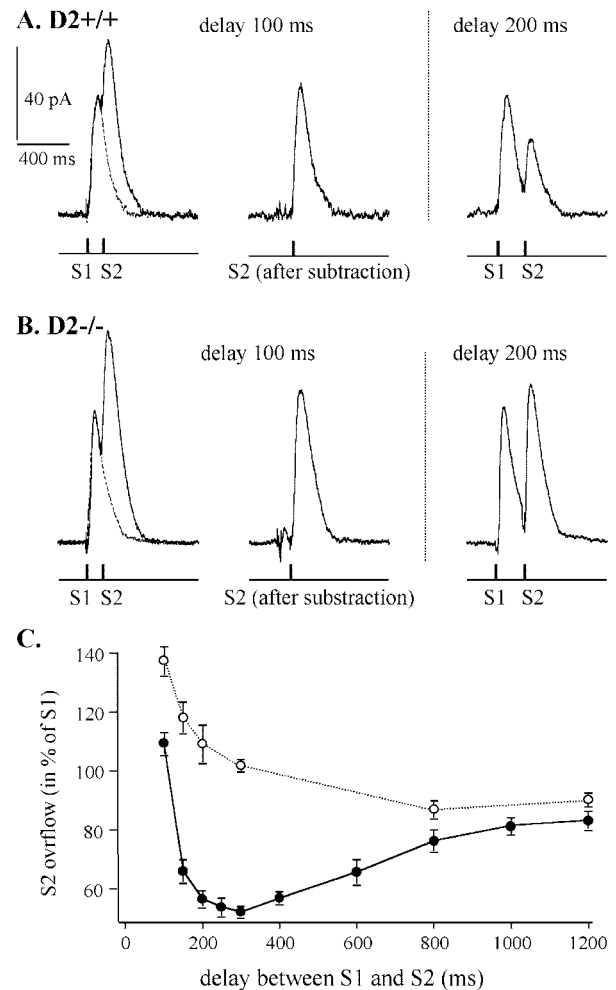 A. D2+/+
delay 100 ms
delay 200 ms
40 pA
400 ms
S1 S2
S2 (after subtraction)
S1 S2
B. D2-/-
delay 100 ms
delay 200 ms
S1 S2
S2 (after substraction)
S1 S2
C.
S2 ovrflow (in % of S1)
140
120
100
80
60
0 200 400 600 800 1000 1200
delay between S1 and S2 (ms)